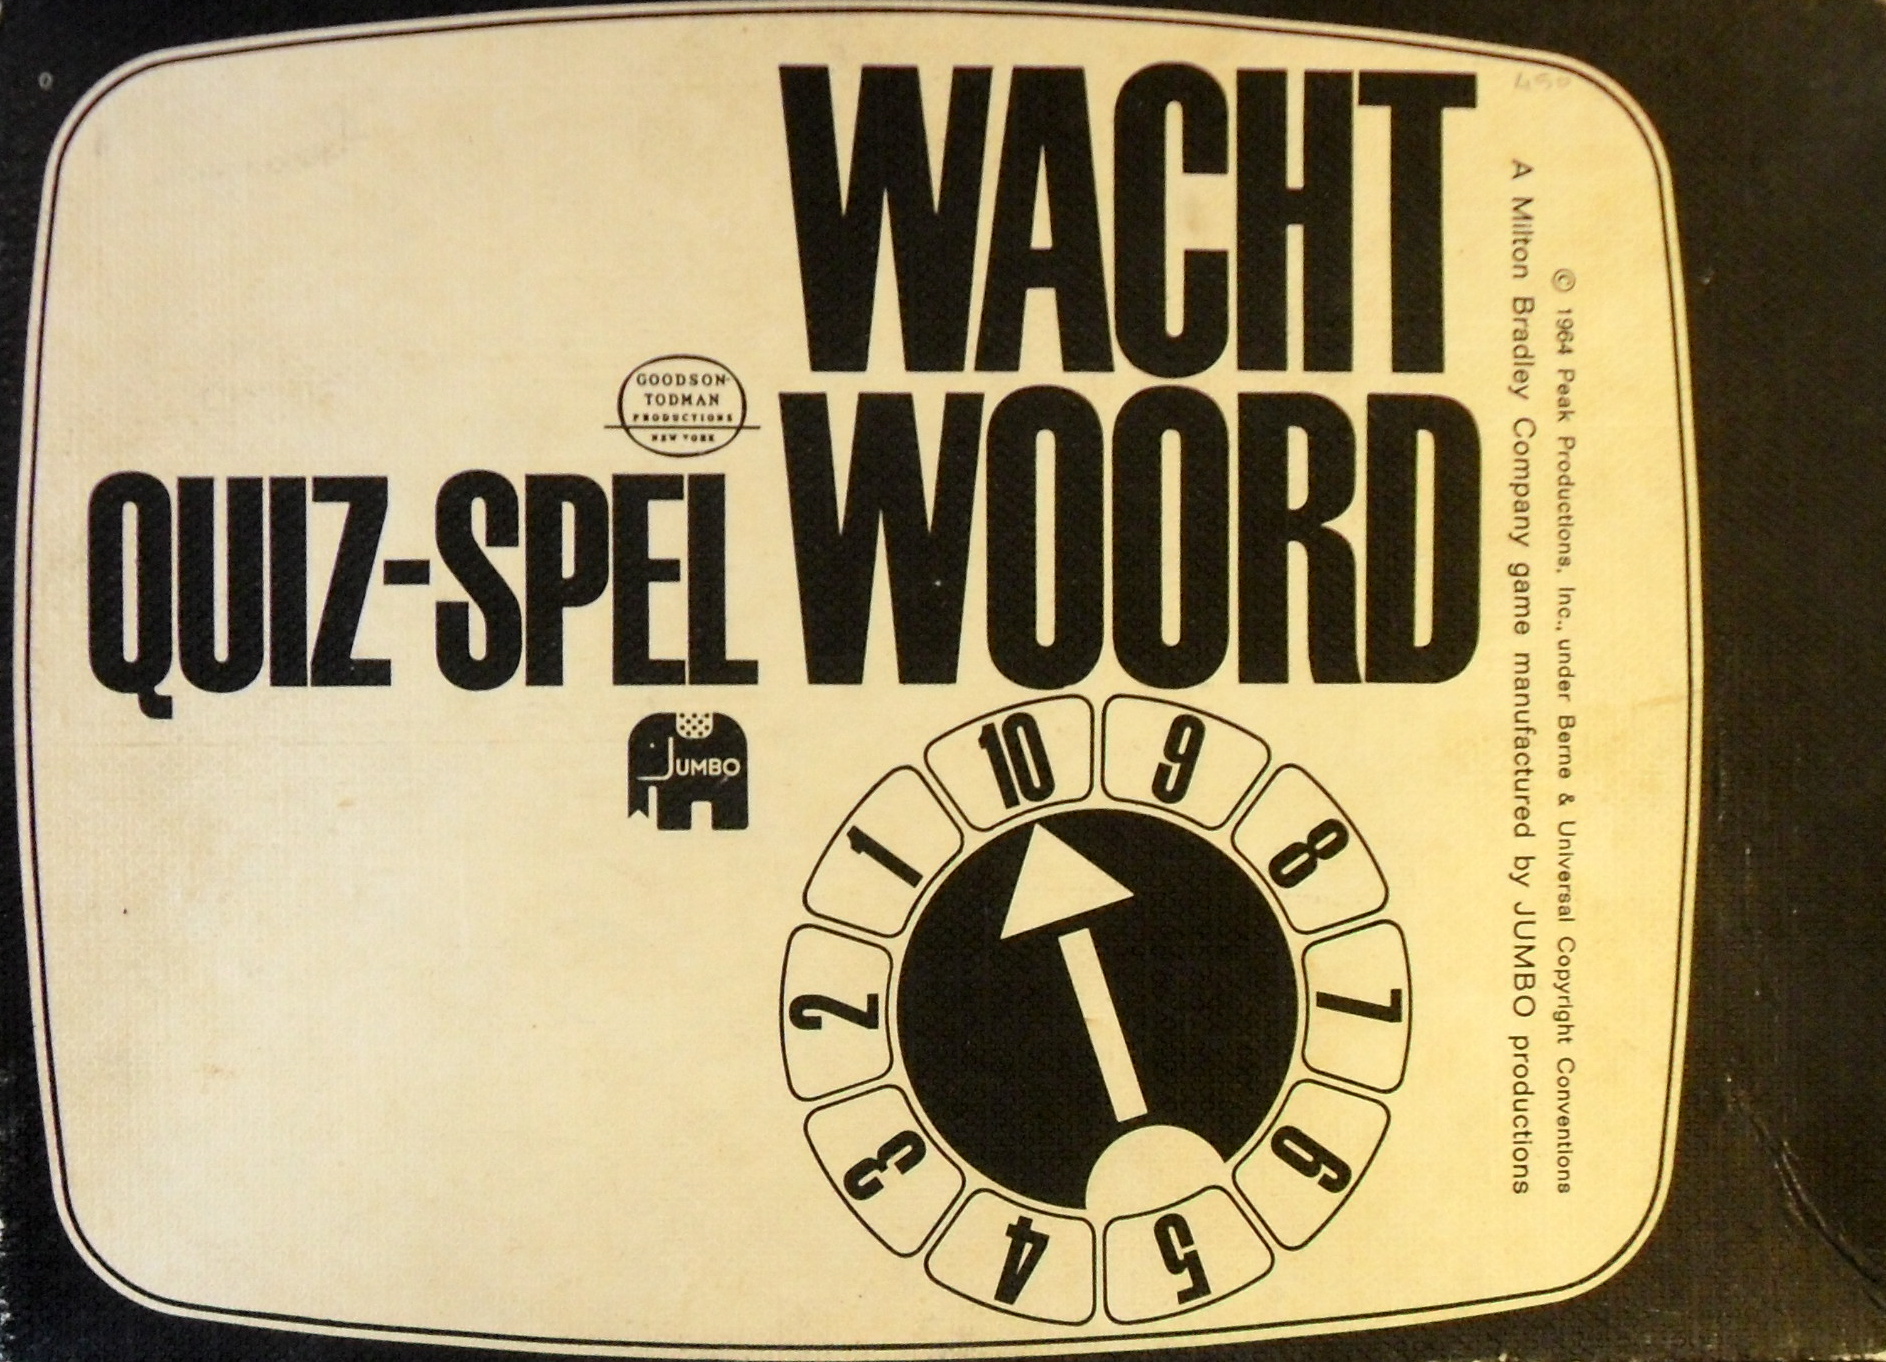 WACHT
WOORD
QUIZ-SPEL
GOODSON-
TODMAN
PRODUCTIONS
NEW YORK
JUMBO
10
9
8
7
6
5
4
3
2
1
© 1964 Peak Productions, Inc., under Berne & Universal Copyright Conventions
A Milton Bradley Company game manufactured by JUMBO productions
450